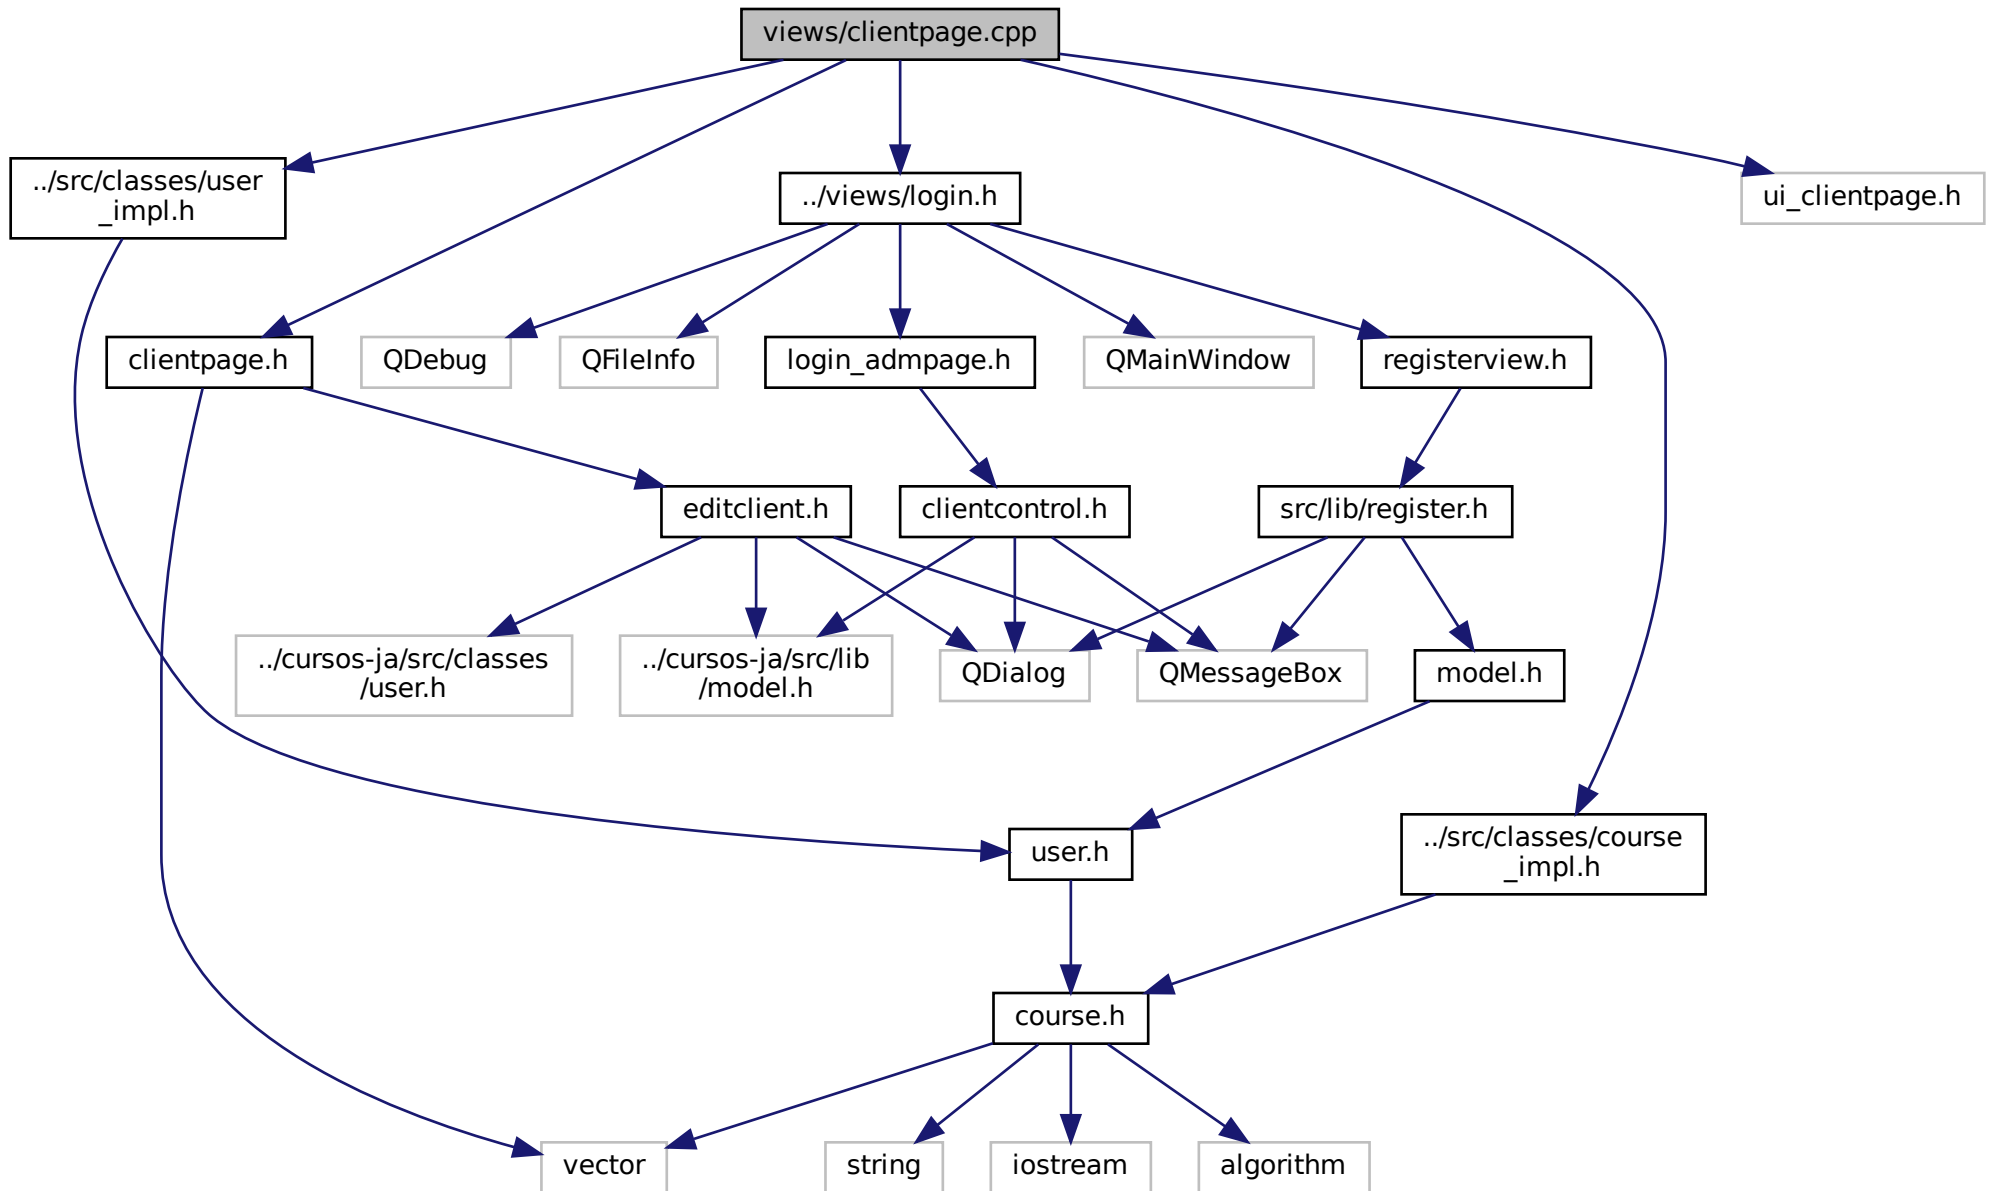 views/clientpage.cpp
../src/classes/user
_impl.h
../views/login.h
ui_clientpage.h
clientpage.h
QDebug
QFileInfo
login_admpage.h
QMainWindow
registerview.h
editclient.h
clientcontrol.h
src/lib/register.h
../cursos-ja/src/classes
/user.h
../cursos-ja/src/lib
/model.h
QDialog
QMessageBox
model.h
user.h
../src/classes/course
_impl.h
course.h
vector
string
iostream
algorithm